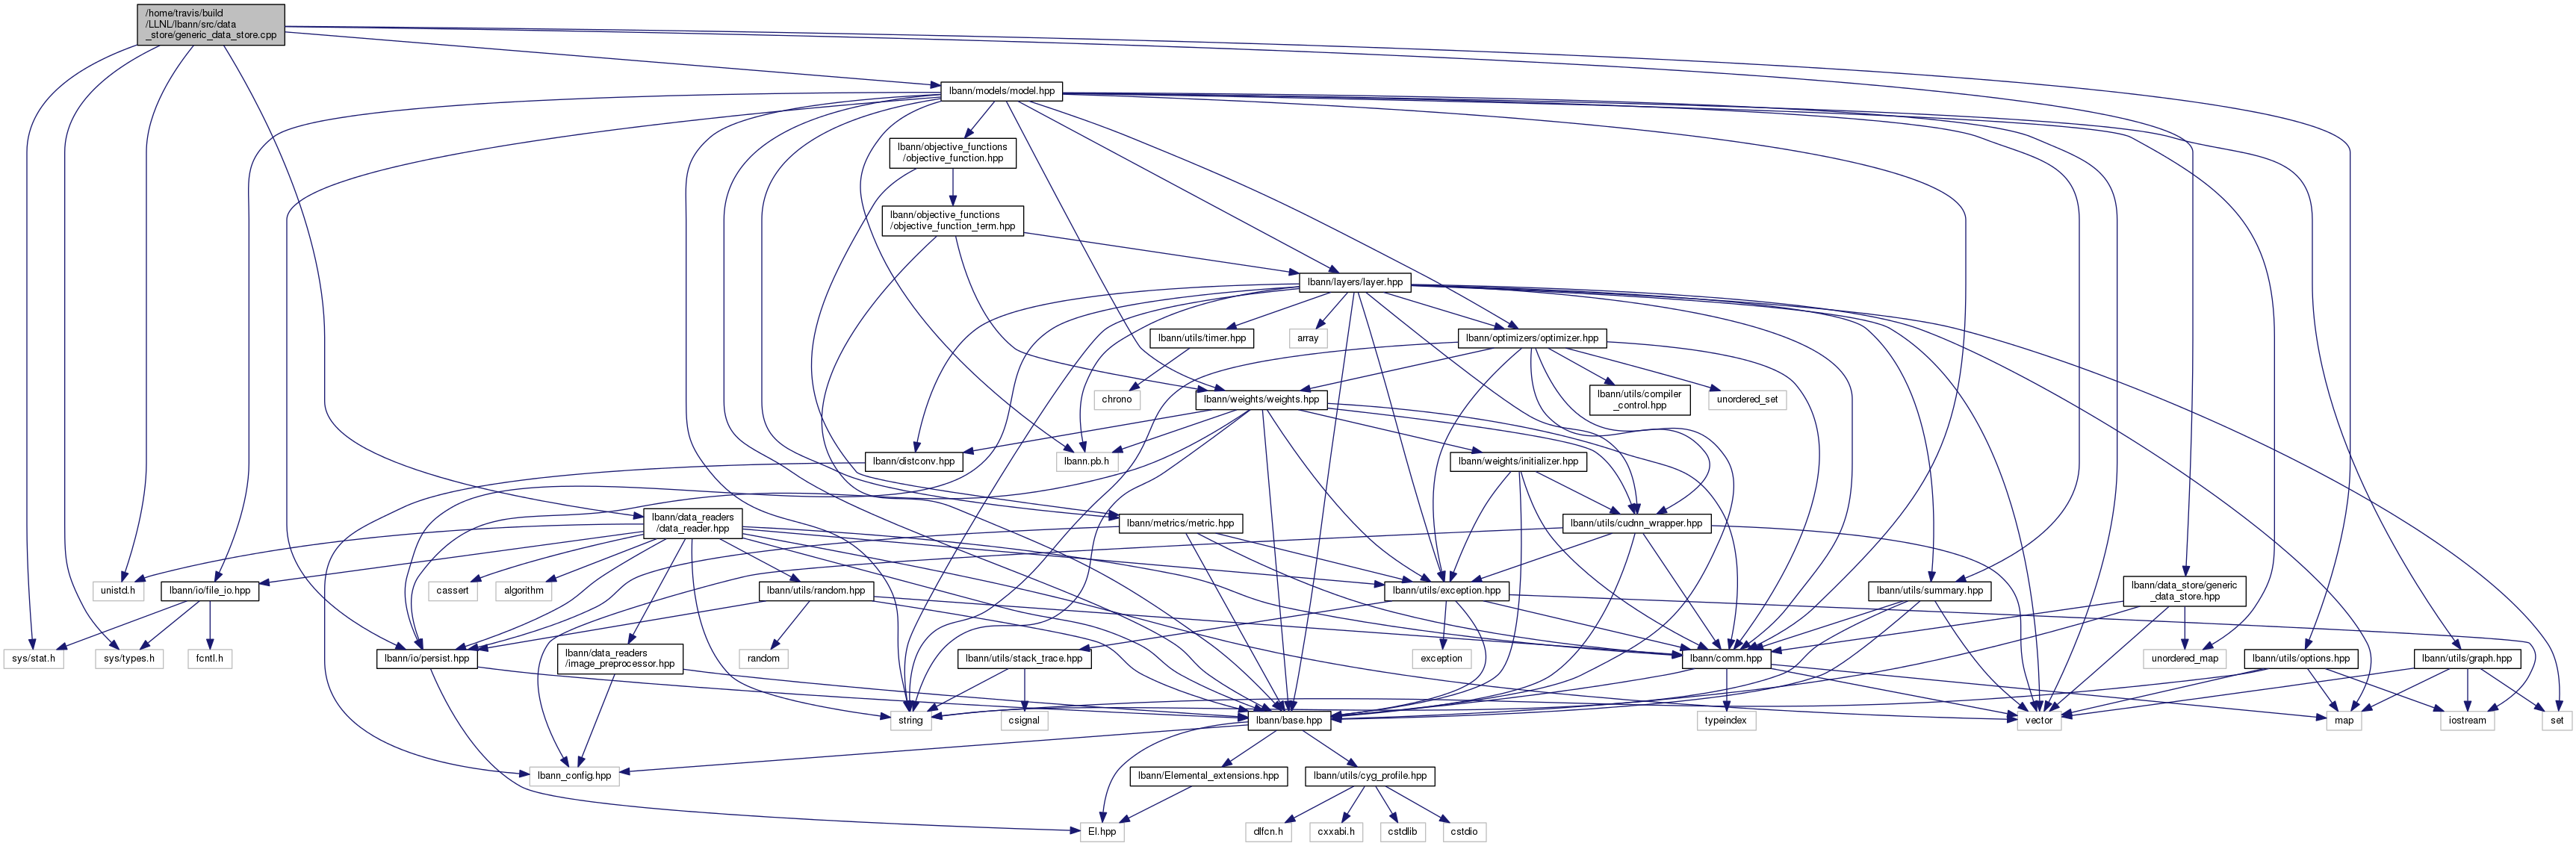 /home/travis/build
/LLNL/lbann/src/data
_store/generic_data_store.cpp
lbann/models/model.hpp
lbann/objective_functions
/objective_function.hpp
lbann/objective_functions
/objective_function_term.hpp
lbann/layers/layer.hpp
lbann/utils/timer.hpp
array
lbann/optimizers/optimizer.hpp
chrono
lbann/weights/weights.hpp
lbann/utils/compiler
_control.hpp
unordered_set
lbann/distconv.hpp
lbann.pb.h
lbann/weights/initializer.hpp
lbann/data_readers
/data_reader.hpp
lbann/metrics/metric.hpp
lbann/utils/cudnn_wrapper.hpp
unistd.h
lbann/io/file_io.hpp
cassert
algorithm
lbann/utils/random.hpp
lbann/utils/exception.hpp
lbann/utils/summary.hpp
lbann/data_store/generic
_data_store.hpp
sys/stat.h
sys/types.h
fcntl.h
lbann/io/persist.hpp
lbann/data_readers
/image_preprocessor.hpp
random
lbann/utils/stack_trace.hpp
exception
lbann/comm.hpp
unordered_map
lbann/utils/options.hpp
lbann/utils/graph.hpp
string
csignal
lbann/base.hpp
typeindex
vector
map
iostream
set
lbann_config.hpp
lbann/Elemental_extensions.hpp
lbann/utils/cyg_profile.hpp
El.hpp
dlfcn.h
cxxabi.h
cstdlib
cstdio